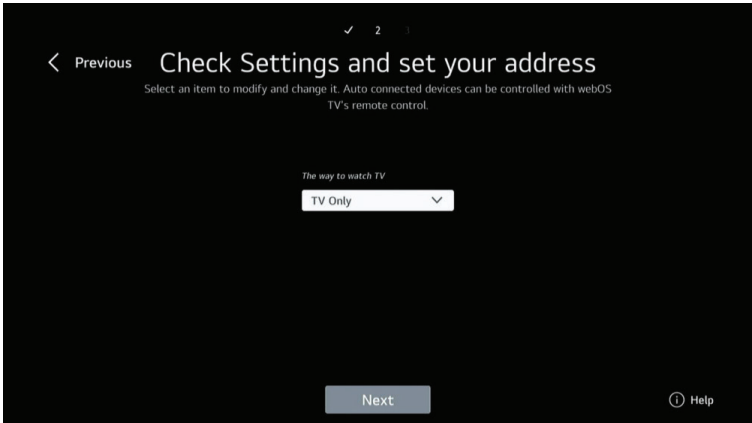 2 3
Previous
Check Settings and set your address
Select an item to modify and change it. Auto connected devices can be controlled with webOS
TV's remote control.
The way to watch TV
TV Only
Next
Help